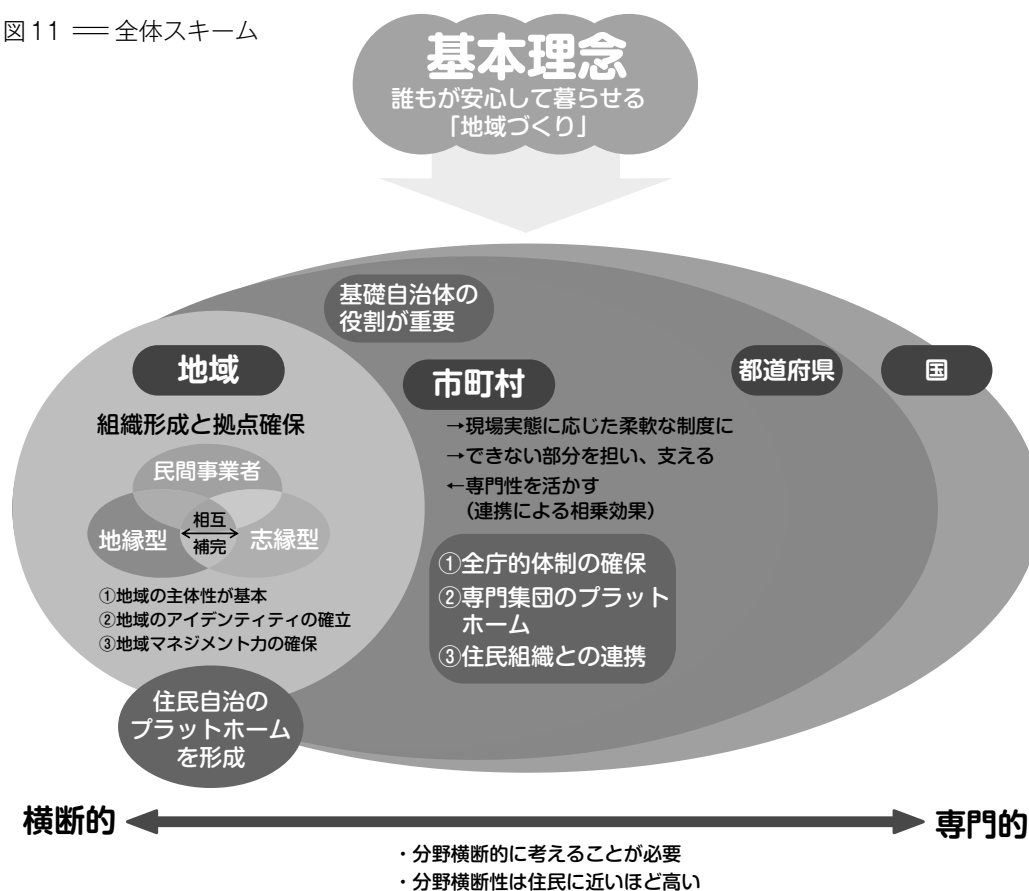 図11 ══ 全体スキーム
基本理念
誰もが安心して暮らせる
「地域づくり」
基礎自治体の
役割が重要
地域
市町村
都道府県
国
組織形成と拠点確保
民間事業者
地縁型
相互
補完
志縁型
①地域の主体性が基本
②地域のアイデンティティの確立
③地域マネジメント力の確保
住民自治の
プラットホーム
を形成
→現場実態に応じた柔軟な制度に
→できない部分を担い、支える
←専門性を活かす
（連携による相乗効果）
①全庁的体制の確保
②専門集団のプラット
ホーム
③住民組織との連携
横断的
専門的
・分野横断的に考えることが必要
・分野横断性は住民に近いほど高い